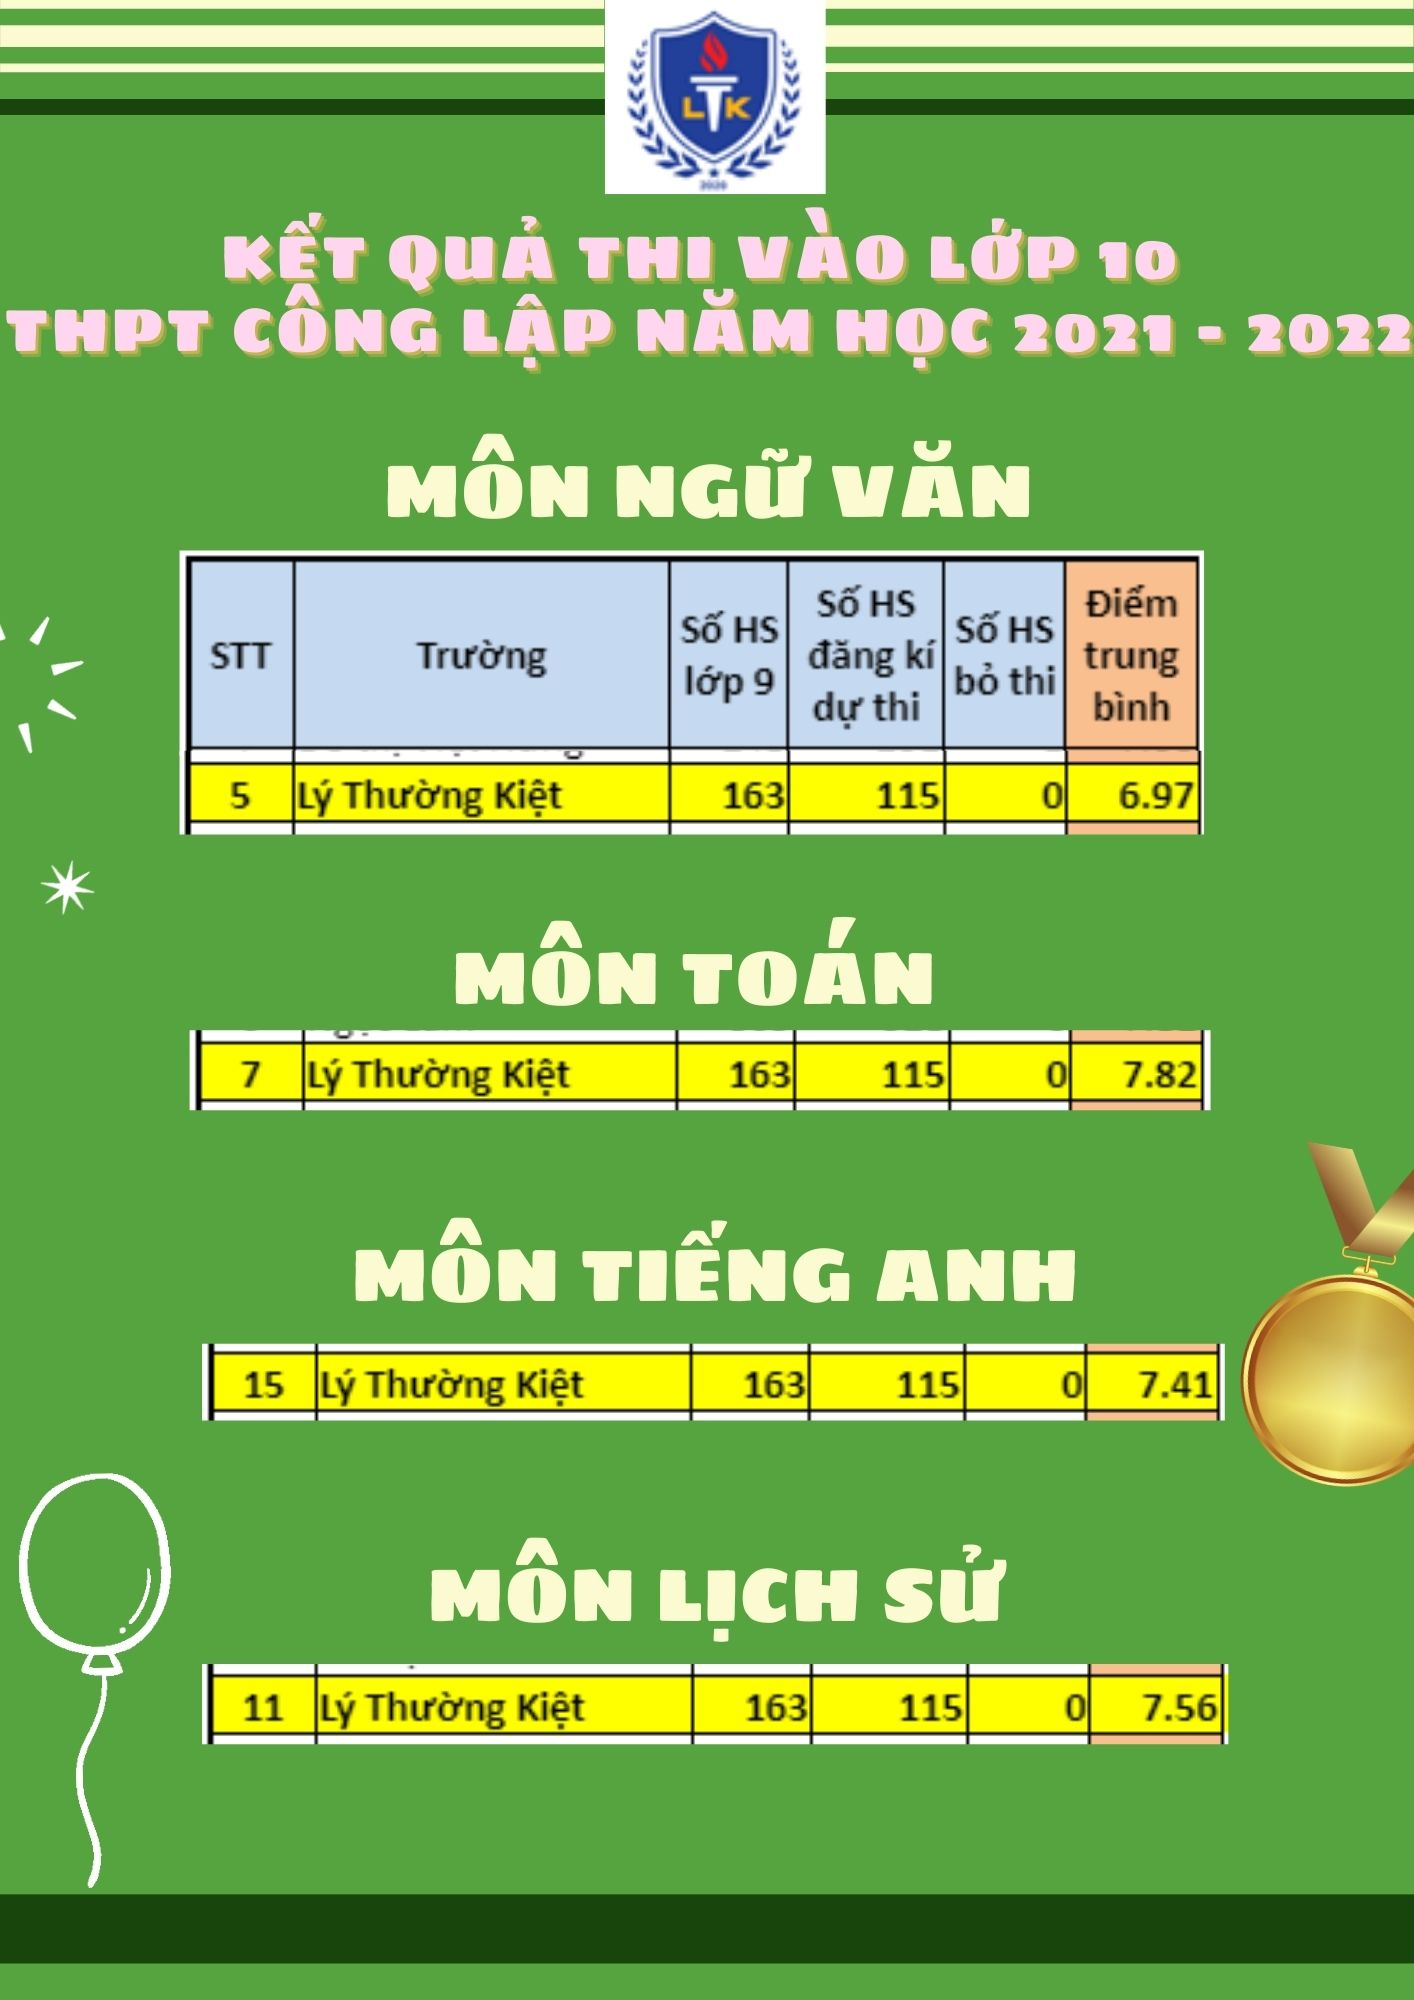 LTK
2020
KẾT QUẢ THI VÀO LỚP 10
THPT CÔNG LẬP NĂM HỌC 2021 - 2022
MÔN NGỮ VĂN
STT Trường Số HS lớp 9 Số HS đăng kí dự thi Số HS bỏ thi Điểm trung bình
5 Lý Thường Kiệt 163 115 0 6.97
MÔN TOÁN
7 Lý Thường Kiệt 163 115 0 7.82
MÔN TIẾNG ANH
15 Lý Thường Kiệt 163 115 0 7.41
MÔN LỊCH SỬ
11 Lý Thường Kiệt 163 115 0 7.56